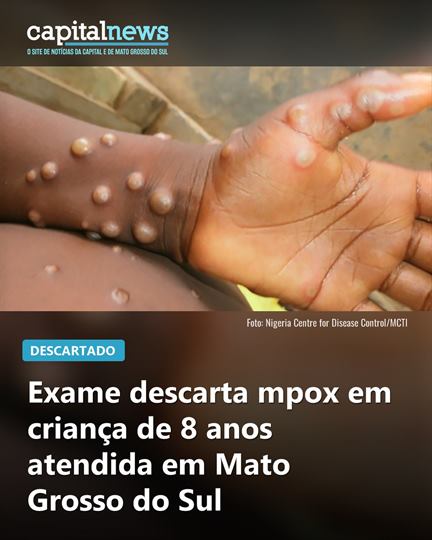 capitalnews
O SITE DE NOTÍCIAS DA CAPITAL E DE MATO GROSSO DO SUL
Foto: Nigeria Centre for Disease Control/MCTI
DESCARTADO
Exame descarta mpox em
criança de 8 anos
atendida em Mato
Grosso do Sul